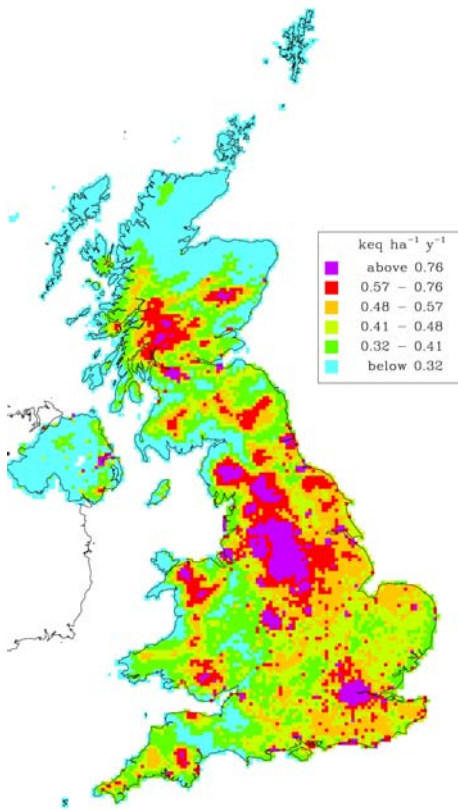 keq ha⁻¹ y⁻¹
above 0.76
0.57 – 0.76
0.48 – 0.57
0.41 – 0.48
0.32 – 0.41
below 0.32